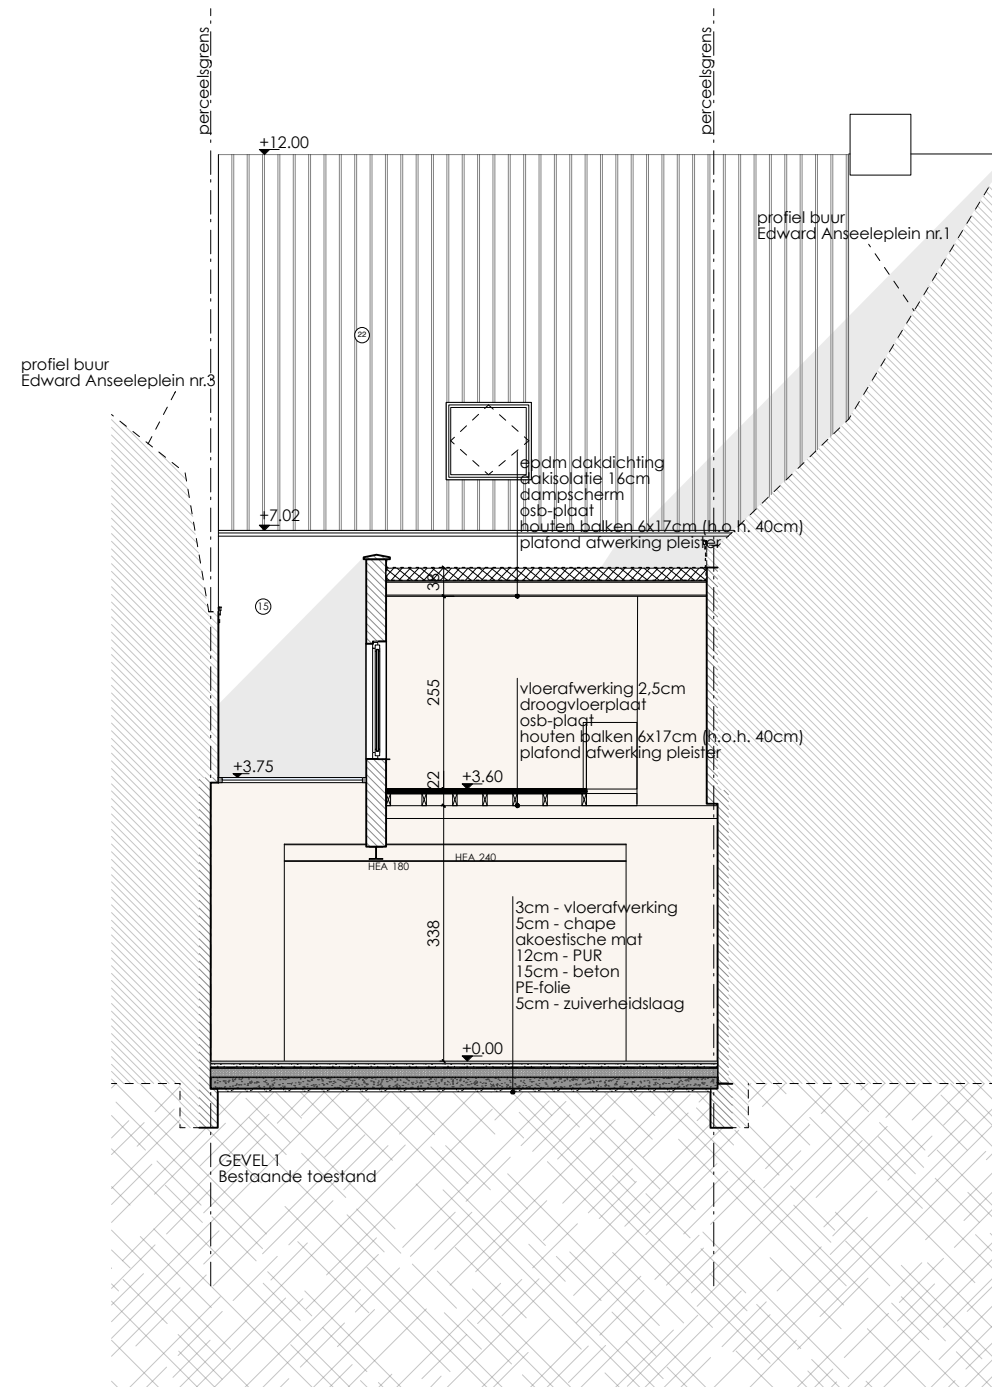 perceelsgrens
perceelsgrens
+12.00
profiel buur
Edward Anseeleplein nr.1
22
profiel buur
Edward Anseeleplein nr.3
epdm dakdichting
dakisolatie 16cm
dampscherm
osb-plaat
houten balken 6x17cm (h.o.h. 40cm)
plafond afwerking pleister
+7.02
15
255
vloerafwerking 2,5cm
droogvloerplaat
osb-plaat
houten balken 6x17cm (h.o.h. 40cm)
plafond afwerking pleister
+3.75
22
+3.60
HEA 240
HEA 180
338
3cm - vloerafwerking
5cm - chape
akoestische mat
12cm - PUR
15cm - beton
PE-folie
5cm - zuiverheidslaag
+0.00
GEVEL 1
Bestaande toestand